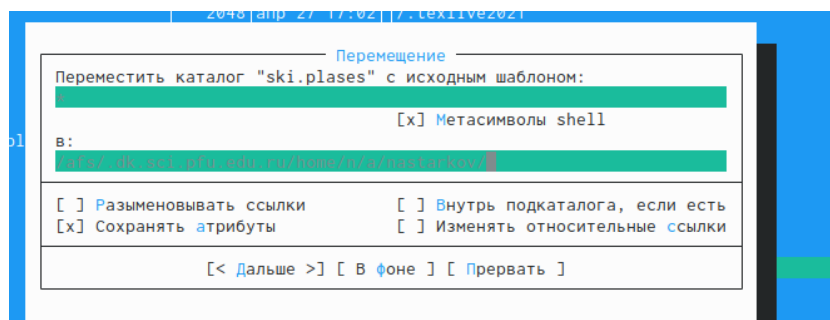 2048|апр 27 17:02||/.texlive2021
Перемещение
Переместить каталог "ski.plases" с исходным шаблоном:
*
[x] Метасимволы shell
в:
/afs/.dk.sci.pfu.edu.ru/home/n/a/nastarkov/
[ ] Разыменовывать ссылки [ ] Внутрь подкаталога, если есть
[x] Сохранять атрибуты [ ] Изменять относительные ссылки
[< Дальше >] [ В фоне ] [ Прервать ]